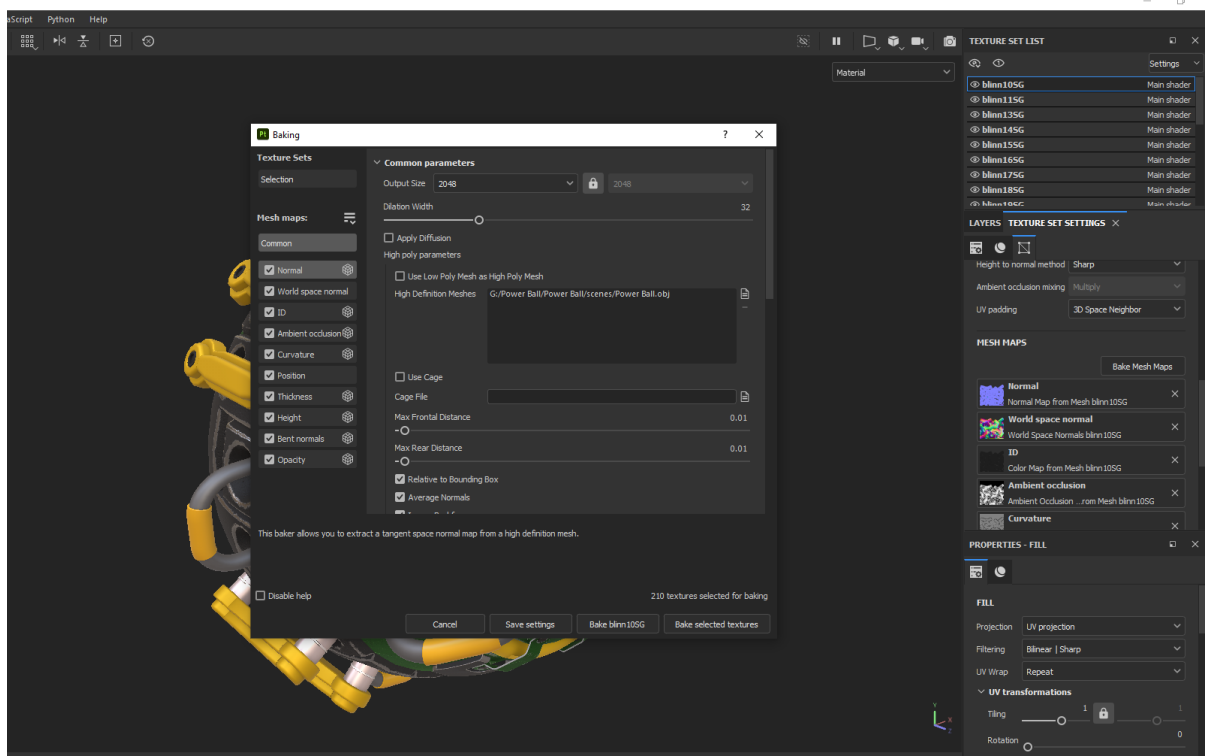 aScript Python Help
TEXTURE SET LIST
Material
Settings
blinn10SG Main shader
blinn11SG Main shader
blinn13SG Main shader
blinn14SG Main shader
blinn15SG Main shader
blinn16SG Main shader
blinn17SG Main shader
blinn18SG Main shader
blinn19SG Main shader
Pt Baking ? ×
Texture Sets
Selection
Mesh maps:
Common
Normal
World space normal
ID
Ambient occlusion
Curvature
Position
Thickness
Height
Bent normals
Opacity
Common parameters
Output Size 2048 2048
Dilation Width 32
Apply Diffusion
High poly parameters
Use Low Poly Mesh as High Poly Mesh
High Definition Meshes G:/Power Ball/Power Ball/scenes/Power Ball.obj
Use Cage
Cage File
Max Frontal Distance 0.01
Max Rear Distance 0.01
Relative to Bounding Box
Average Normals
This baker allows you to extract a tangent space normal map from a high definition mesh.
Disable help
210 textures selected for baking
Cancel Save settings Bake blinn10SG Bake selected textures
LAYERS TEXTURE SET SETTINGS
Height to normal method Sharp
Ambient occlusion mixing Multiply
UV padding 3D Space Neighbor
MESH MAPS
Bake Mesh Maps
Normal
Normal Map from Mesh blinn10SG
World space normal
World Space Normals blinn10SG
ID
Color Map from Mesh blinn10SG
Ambient occlusion
Ambient Occlusion ...rom Mesh blinn10SG
Curvature
PROPERTIES - FILL
FILL
Projection UV projection
Filtering Bilinear | Sharp
UV Wrap Repeat
UV transformations
Tiling 1 1
Rotation 0
Y
X
Z